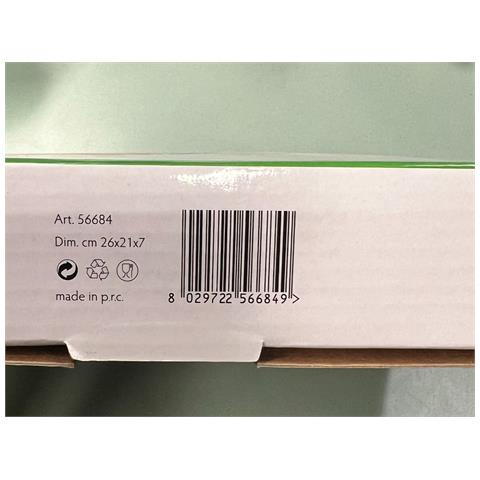 Art. 56684
Dim. cm 26x21x7
made in p.r.c.
8 029722 566849 >